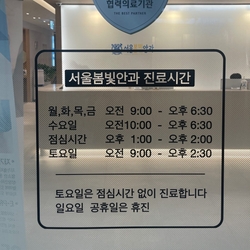 협력의료기관
THE BEST PARTNER
서울봄빛안과 진료시간
월,화,목,금 오전 9:00 - 오후 6:30
수요일 오전10:00 - 오후 6:30
점심시간 오후 1:00 - 오후 2:00
토요일 오전 9:00 - 오후 2:30
토요일은 점심시간 없이 진료합니다
일요일 공휴일은 휴진